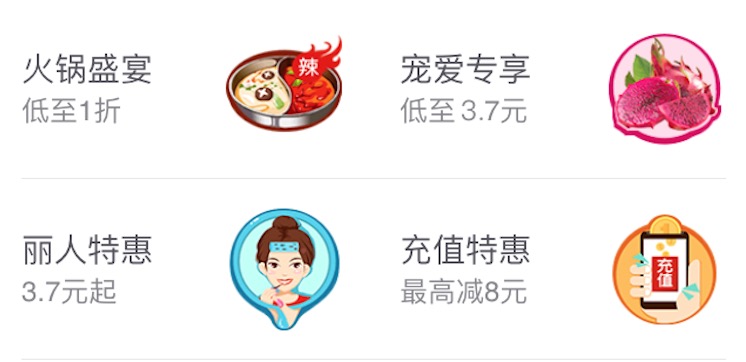 火锅盛宴
低至1折
辣
宠爱专享
低至 3.7元
丽人特惠
3.7元起
充值特惠
最高减8元
充值